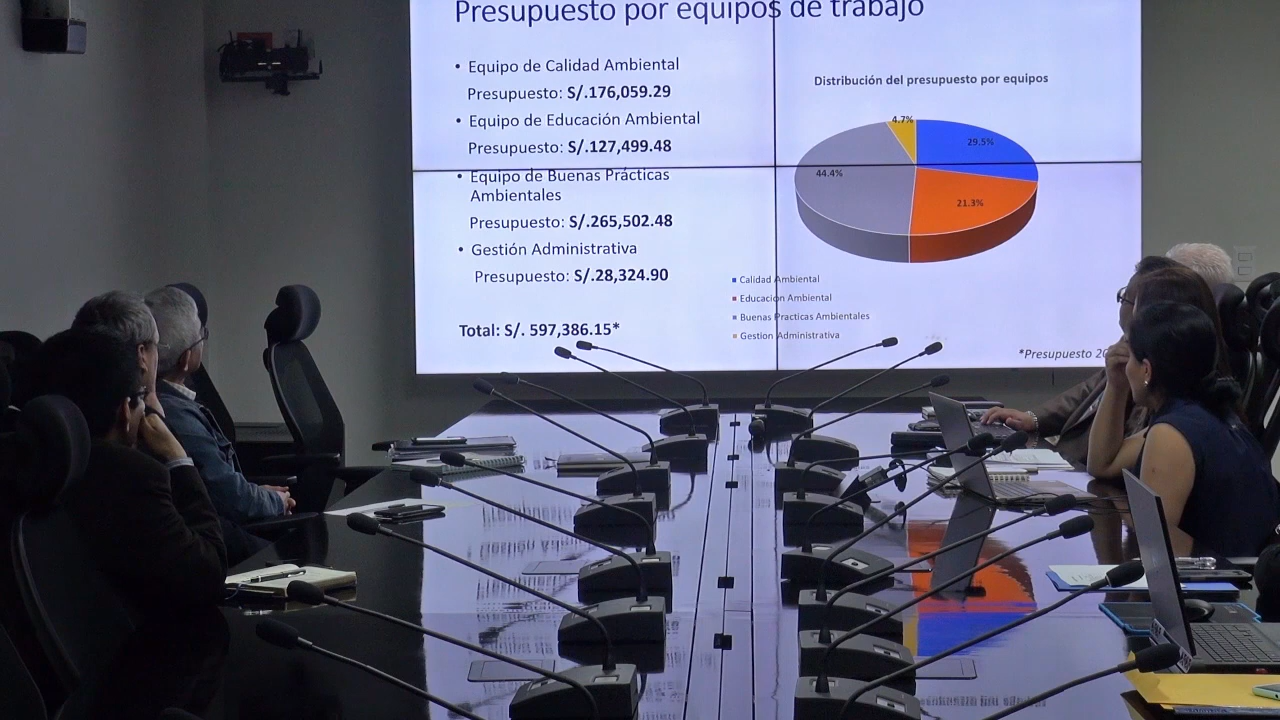 Presupuesto por equipos de trabajo
• Equipo de Calidad Ambiental
Presupuesto: S/.176,059.29
• Equipo de Educación Ambiental
Presupuesto: S/.127,499.48
• Equipo de Buenas Prácticas
Ambientales
Presupuesto: S/.265,502.48
• Gestión Administrativa
Presupuesto: S/.28,324.90
Total: S/. 597,386.15*
Distribución del presupuesto por equipos
4.7%
29.5%
44.4%
21.3%
Calidad Ambiental
Educacion Ambiental
Buenas Practicas Ambientales
Gestion Administrativa
*Presupuesto 20